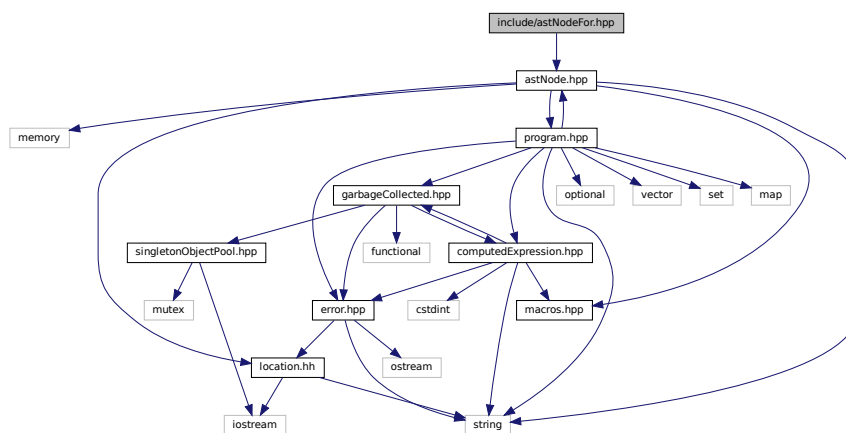 include/astNodeFor.hpp
astNode.hpp
memory
program.hpp
garbageCollected.hpp
optional
vector
set
map
singletonObjectPool.hpp
functional
computedExpression.hpp
mutex
error.hpp
cstdint
macros.hpp
location.hh
ostream
iostream
string